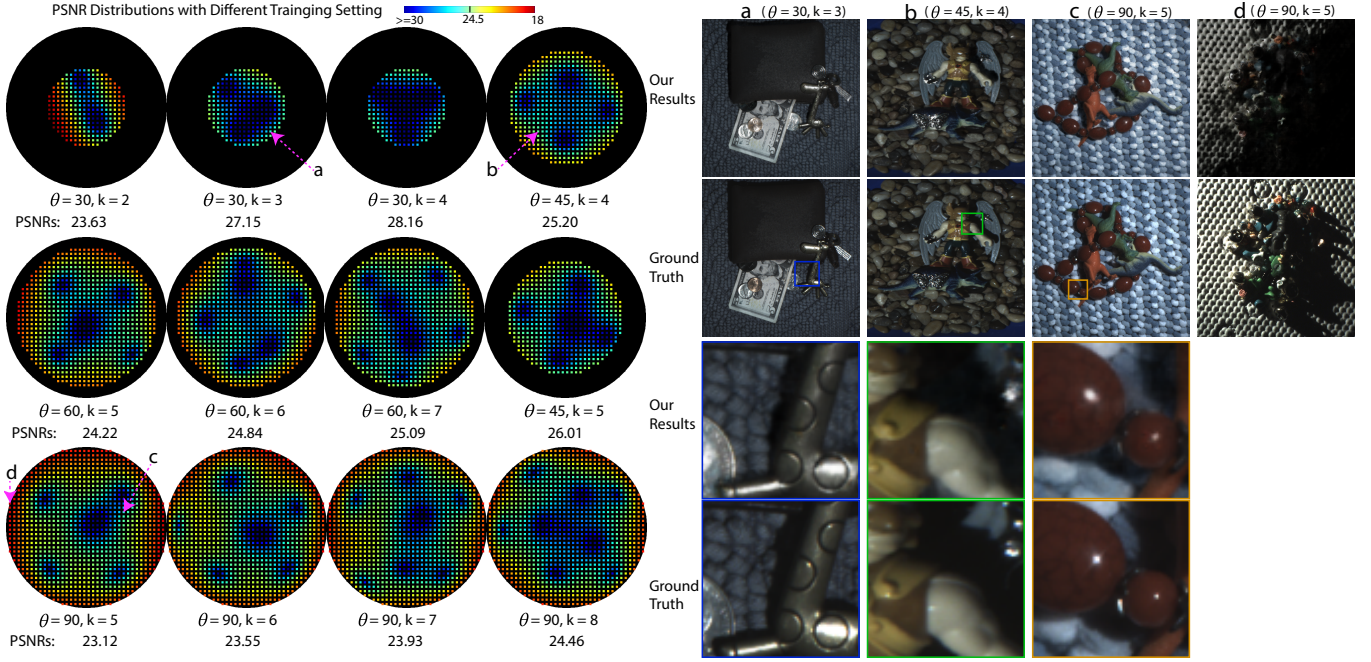 PSNR Distributions with Different Trainging Setting
>=30 24.5 18
a (θ = 30, k = 3)
b (θ = 45, k = 4)
c (θ = 90, k = 5)
d (θ = 90, k = 5)
Our Results
a
b
θ = 30, k = 2
θ = 30, k = 3
θ = 30, k = 4
θ = 45, k = 4
PSNRs: 23.63 27.15 28.16 25.20
Ground Truth
θ = 60, k = 5
θ = 60, k = 6
θ = 60, k = 7
θ = 45, k = 5
PSNRs: 24.22 24.84 25.09 26.01
Our Results
d
c
Ground Truth
θ = 90, k = 5
θ = 90, k = 6
θ = 90, k = 7
θ = 90, k = 8
PSNRs: 23.12 23.55 23.93 24.46